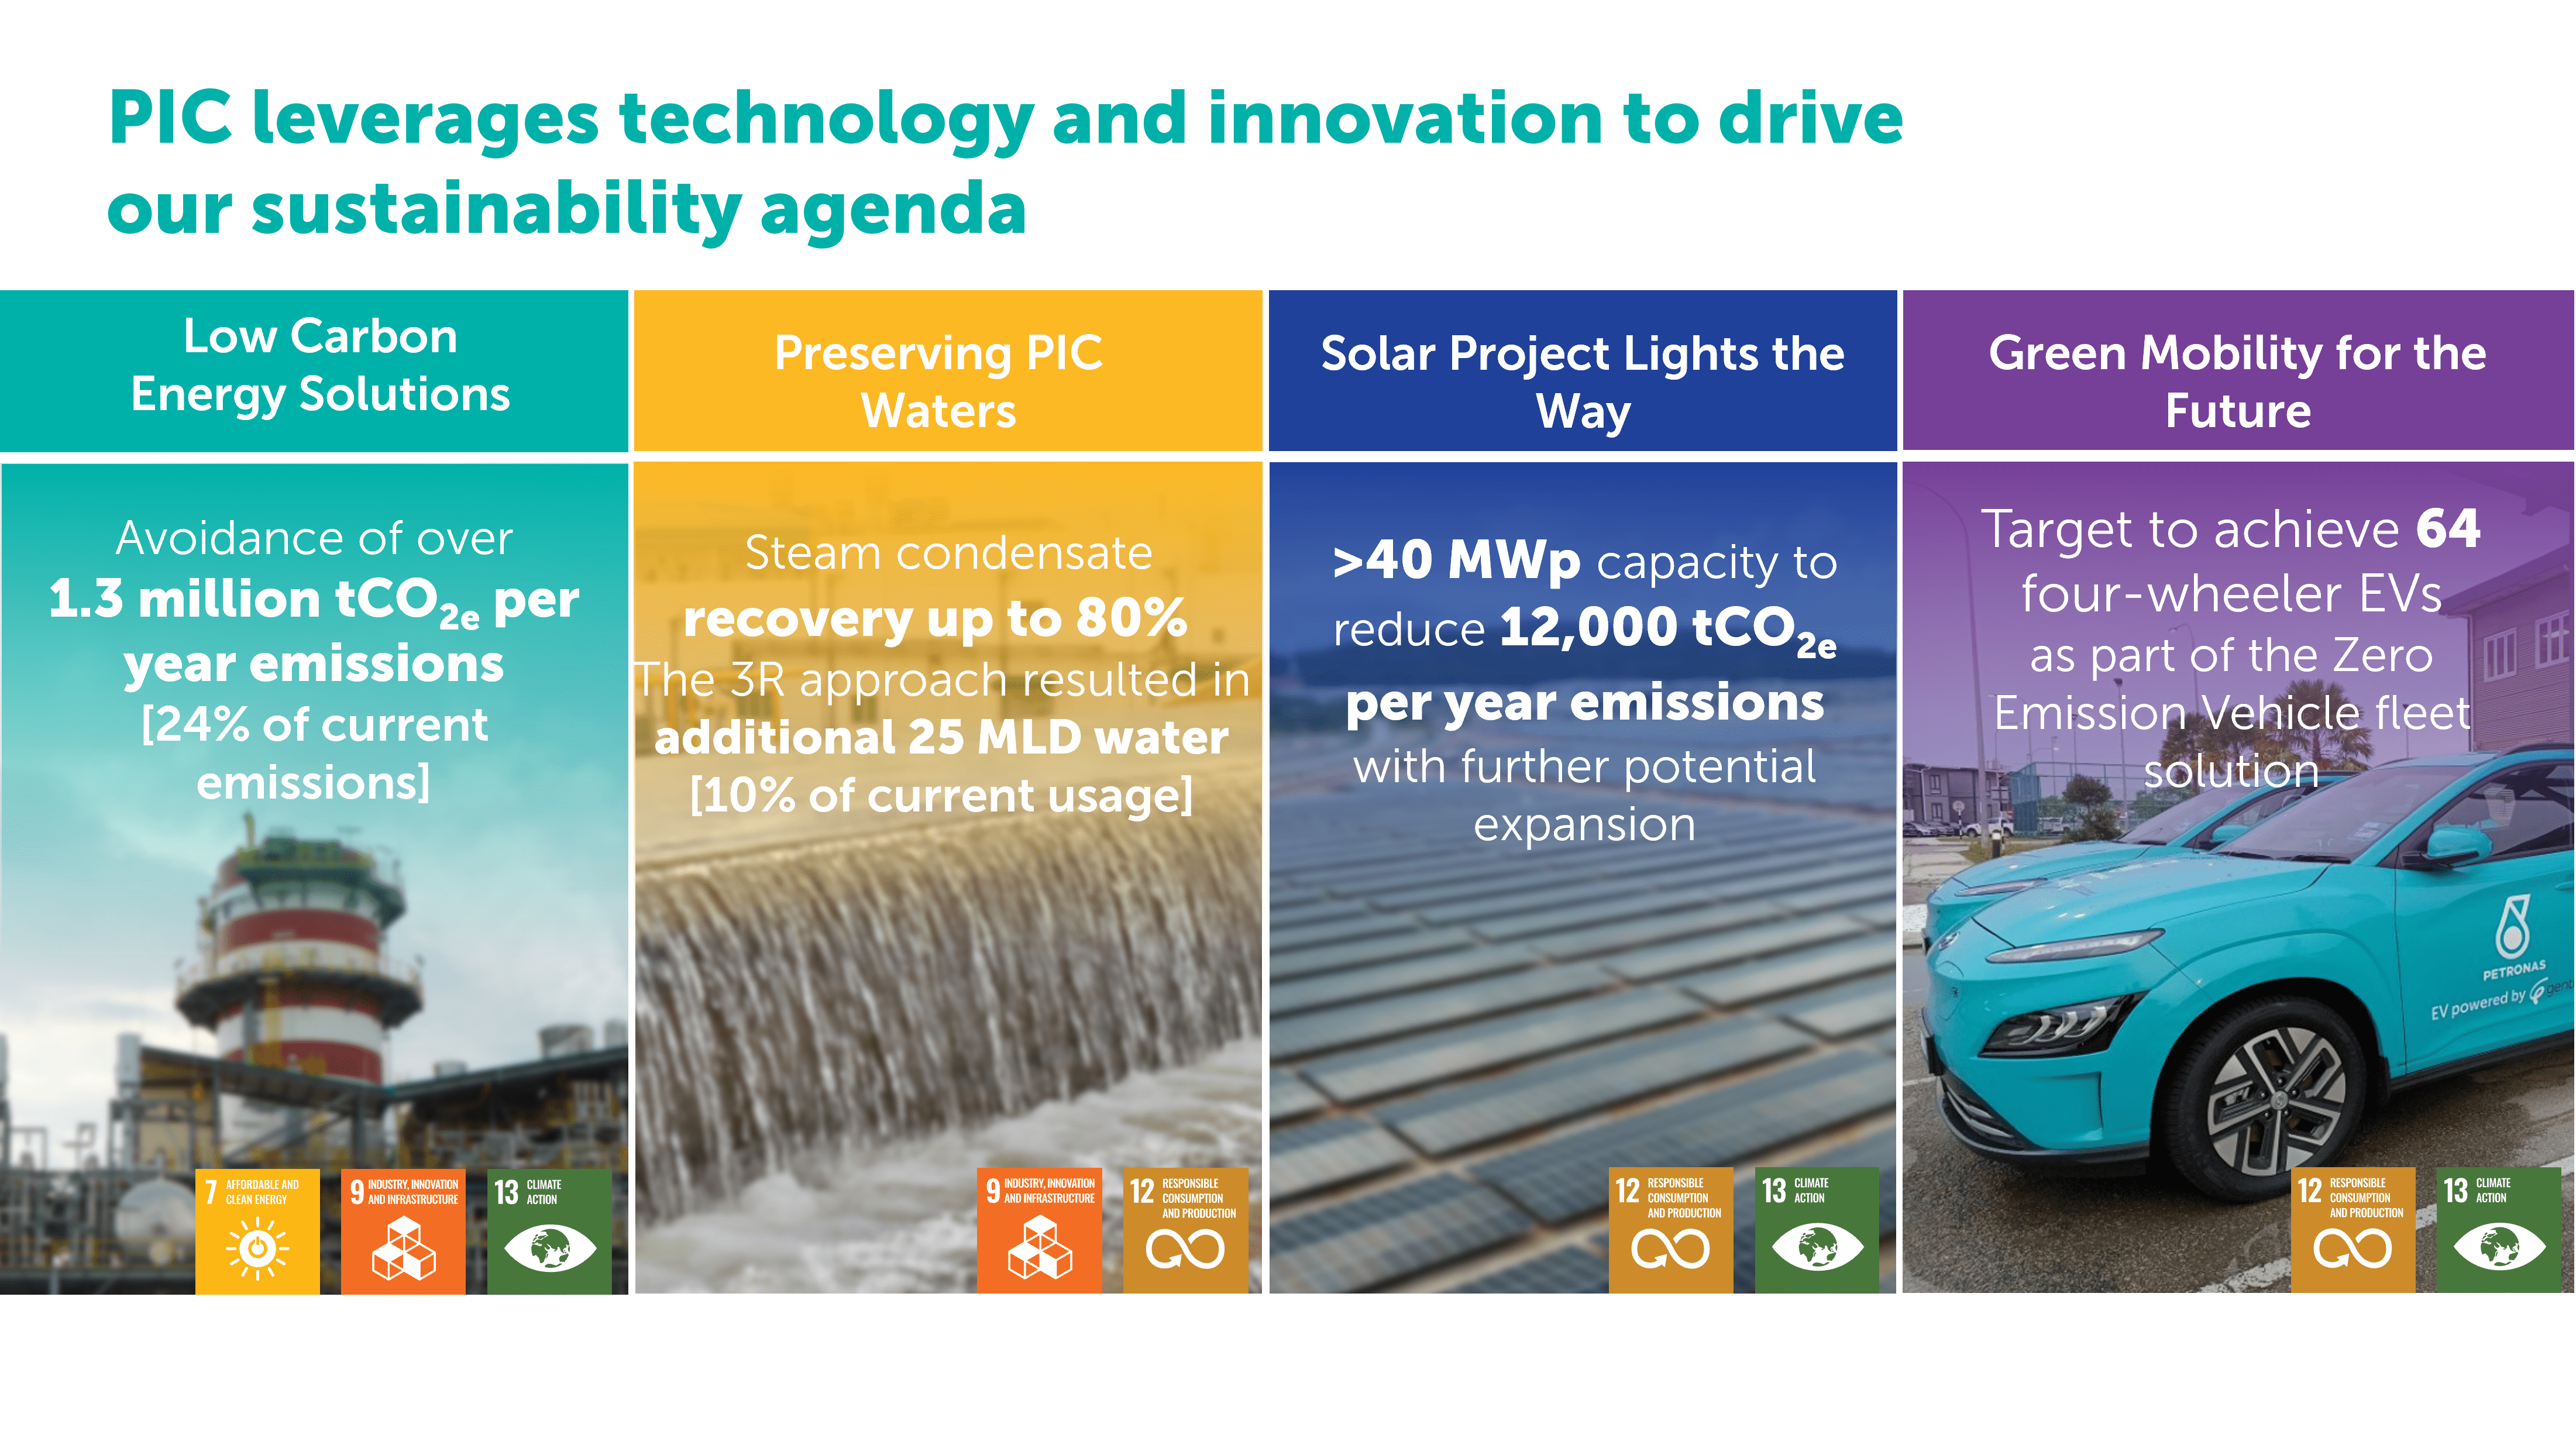 PIC leverages technology and innovation to drive
our sustainability agenda
Low Carbon
Energy Solutions
Avoidance of over
1.3 million tCO2e per
year emissions
[24% of current
emissions]
7 AFFORDABLE AND
CLEAN ENERGY
9 INDUSTRY, INNOVATION
AND INFRASTRUCTURE
13 CLIMATE
ACTION
Preserving PIC
Waters
Steam condensate
recovery up to 80%
The 3R approach resulted in
additional 25 MLD water
[10% of current usage]
9 INDUSTRY, INNOVATION
AND INFRASTRUCTURE
12 RESPONSIBLE
CONSUMPTION
AND PRODUCTION
Solar Project Lights the
Way
>40 MWp capacity to
reduce 12,000 tCO2e
per year emissions
with further potential
expansion
12 RESPONSIBLE
CONSUMPTION
AND PRODUCTION
13 CLIMATE
ACTION
Green Mobility for the
Future
Target to achieve 64
four-wheeler EVs
as part of the Zero
Emission Vehicle fleet
solution
PETRONAS
EV powered by gent
12 RESPONSIBLE
CONSUMPTION
AND PRODUCTION
13 CLIMATE
ACTION